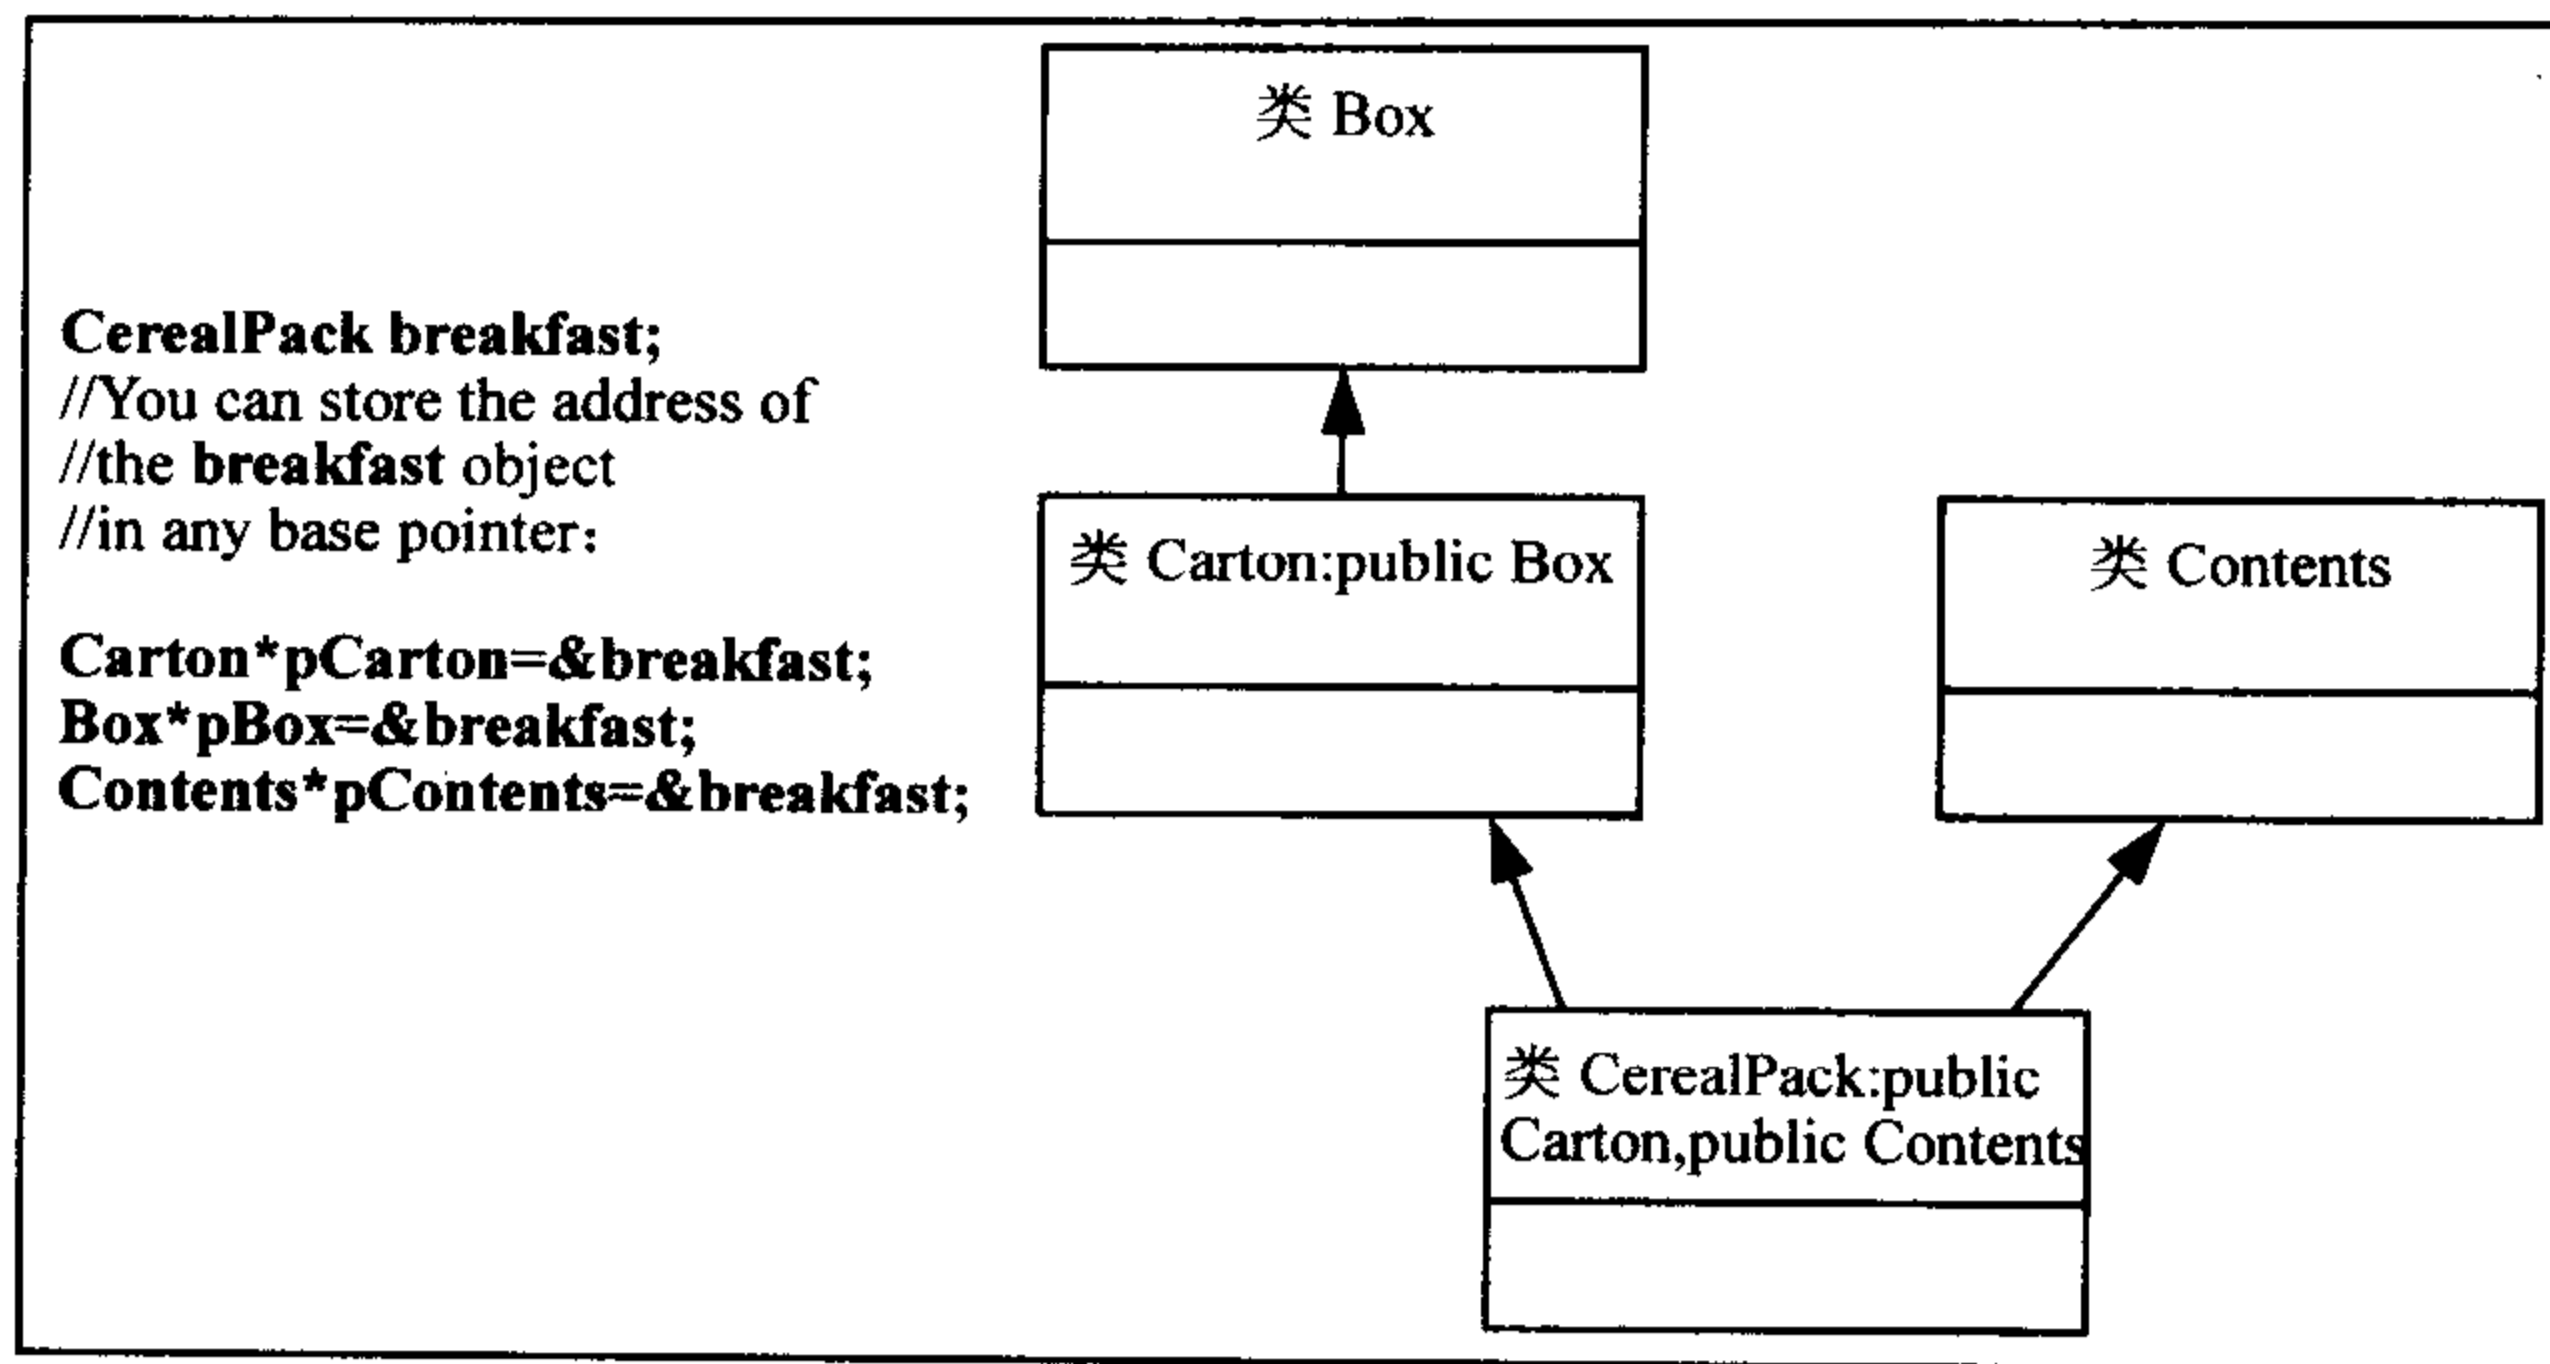 类 Box
CerealPack breakfast;
//You can store the address of
//the breakfast object
//in any base pointer：
类 Carton:public Box
类 Contents
Carton*pCarton=&breakfast;
Box*pBox=&breakfast;
Contents*pContents=&breakfast;
类 CerealPack:public
Carton,public Contents